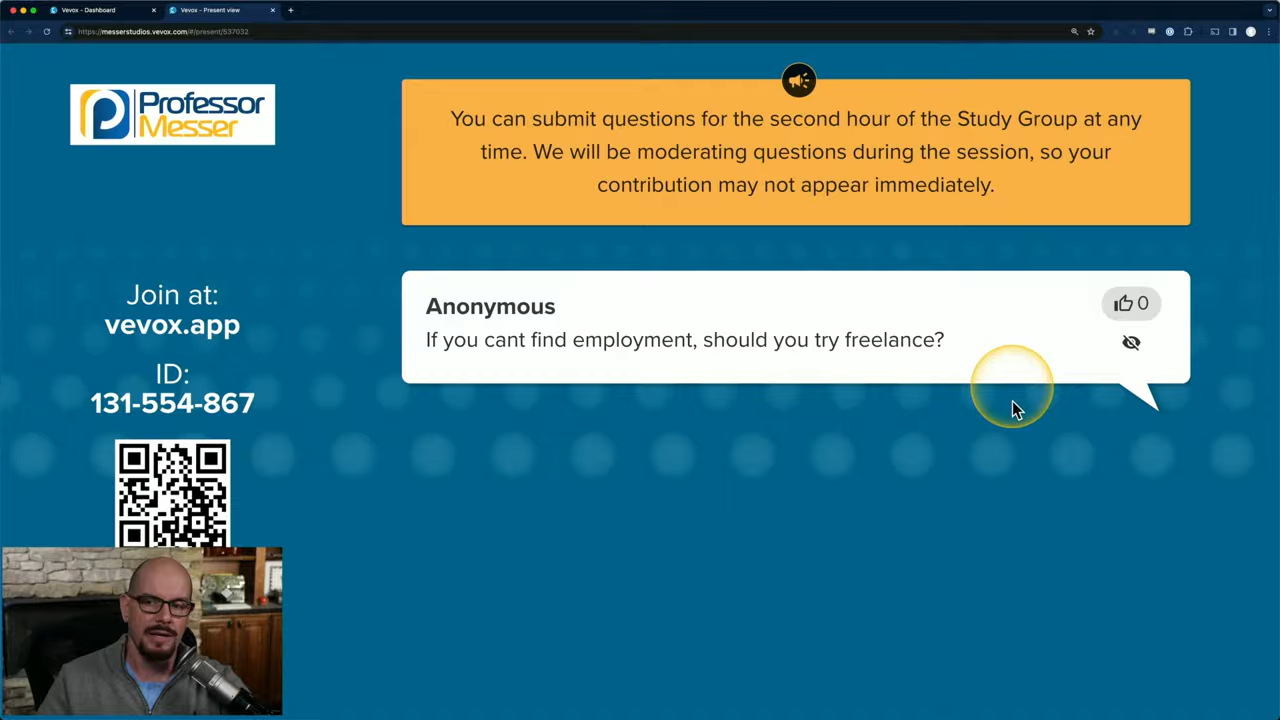 Vevox - Dashboard
Vevox - Present view
https://messerstudios.vevox.com/#/present/537032
Professor
Messer
You can submit questions for the second hour of the Study Group at any
time. We will be moderating questions during the session, so your
contribution may not appear immediately.
Join at:
vevox.app
ID:
131-554-867
Anonymous
0
If you cant find employment, should you try freelance?